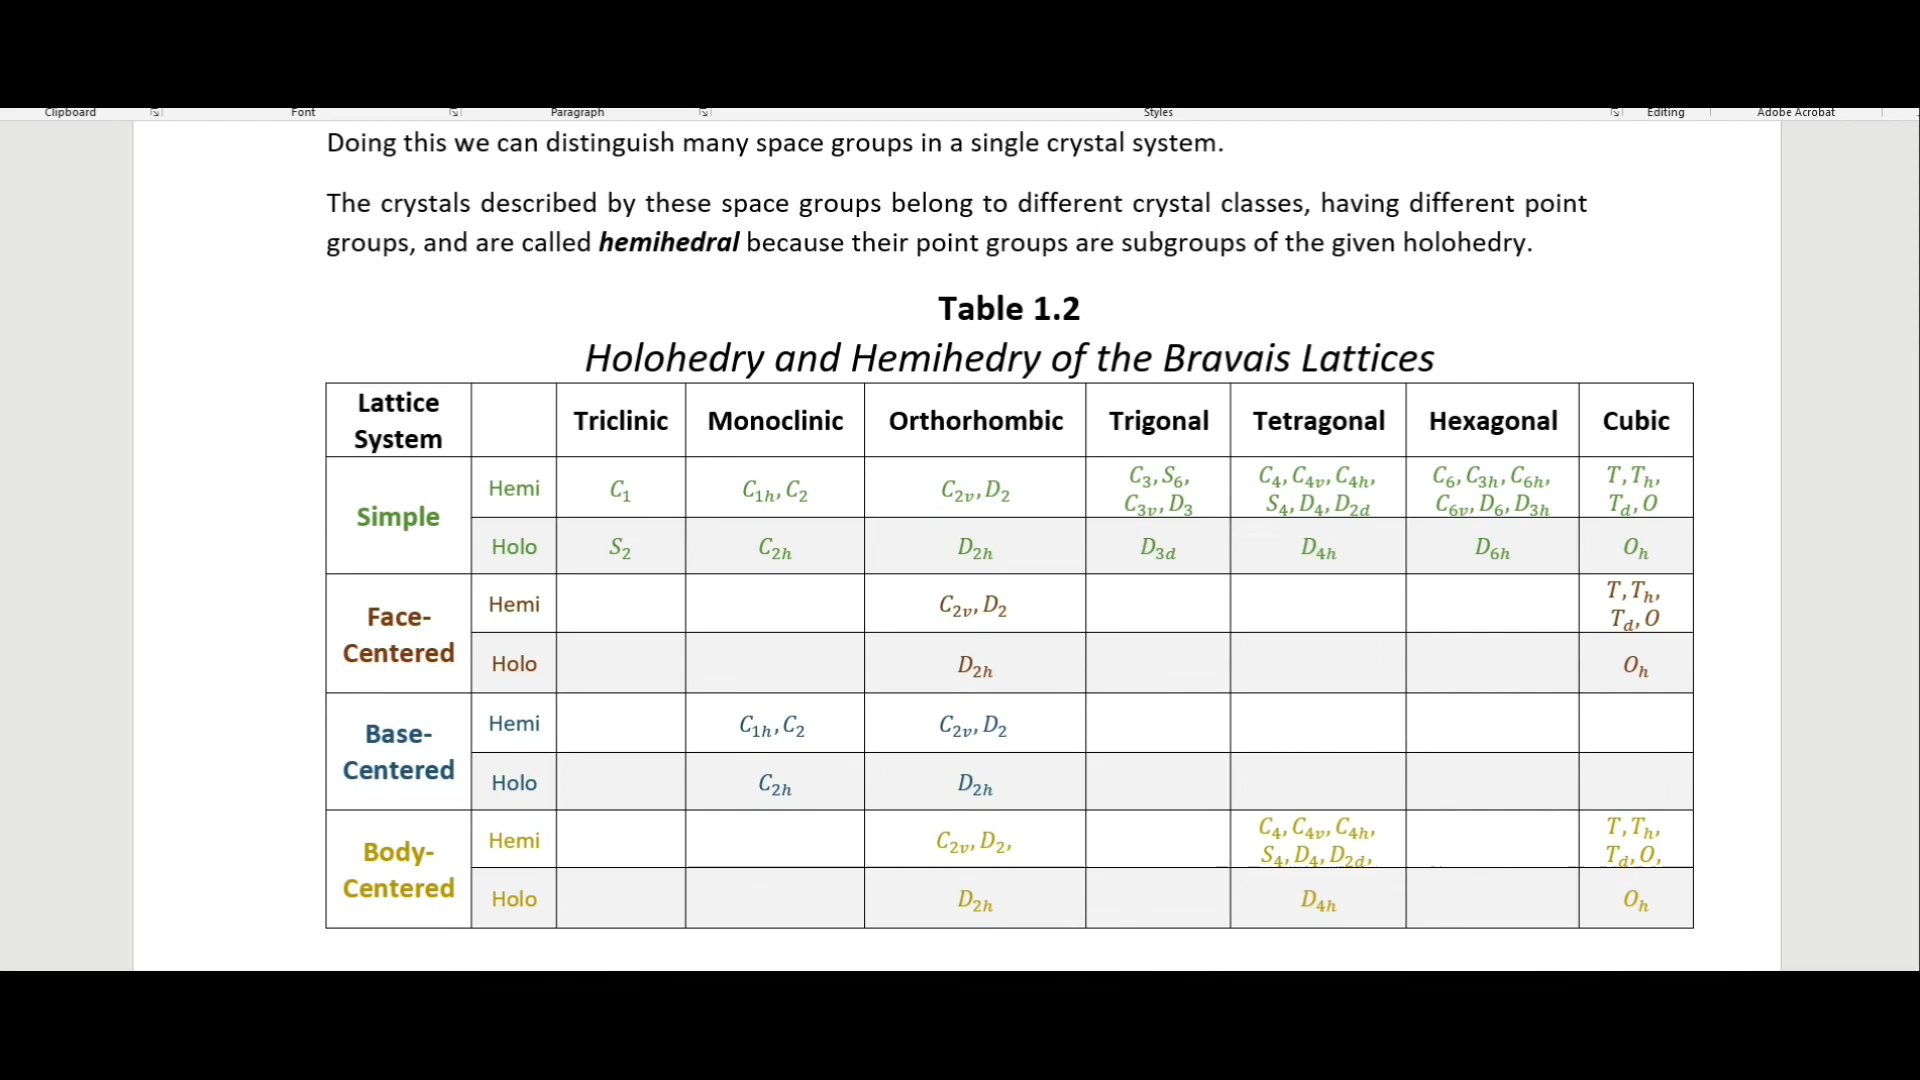 Clipboard Font Paragraph Styles Editing Adobe Acrobat
Doing this we can distinguish many space groups in a single crystal system.
The crystals described by these space groups belong to different crystal classes, having different point
groups, and are called hemihedral because their point groups are subgroups of the given holohedry.
Table 1.2
Holohedry and Hemihedry of the Bravais Lattices
Lattice System Triclinic Monoclinic Orthorhombic Trigonal Tetragonal Hexagonal Cubic
Simple Hemi C₁ C₁ₕ, C₂ C₂ᵥ, D₂ C₃, S₆, C₃ᵥ, D₃ C₄, C₄ᵥ, C₄ₕ, S₄, D₄, D₂d C₆, C₃ₕ, C₆ₕ, C₆ᵥ, D₆, D₃ₕ T, Tₕ, Td, O
Holo S₂ C₂ₕ D₂ₕ D₃d D₄ₕ D₆ₕ Oₕ
Face-Centered Hemi C₂ᵥ, D₂ T, Tₕ, Td, O
Holo D₂ₕ Oₕ
Base-Centered Hemi C₁ₕ, C₂ C₂ᵥ, D₂
Holo C₂ₕ D₂ₕ
Body-Centered Hemi C₂ᵥ, D₂, C₄, C₄ᵥ, C₄ₕ, S₄, D₄, D₂d, T, Tₕ, Td, O,
Holo D₂ₕ D₄ₕ Oₕ